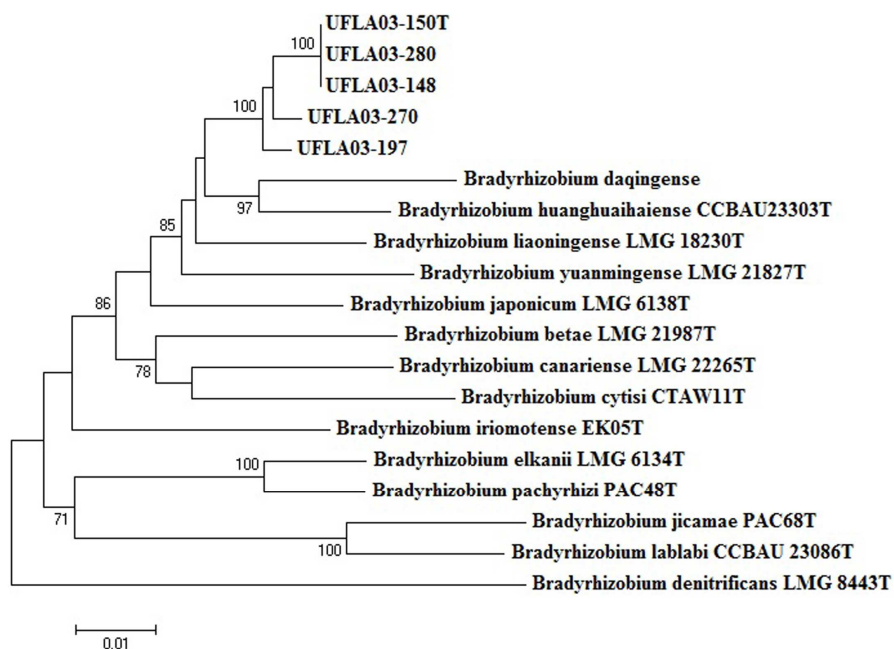 UFLA03-150T
100
UFLA03-280
UFLA03-148
100
UFLA03-270
UFLA03-197
Bradyrhizobium daqingense
97
Bradyrhizobium huanghuaihaiense CCBAU23303T
85
Bradyrhizobium liaoningense LMG 18230T
Bradyrhizobium yuanmingense LMG 21827T
86
Bradyrhizobium japonicum LMG 6138T
Bradyrhizobium betae LMG 21987T
78
Bradyrhizobium canariense LMG 22265T
Bradyrhizobium cytisi CTAW11T
Bradyrhizobium iriomotense EK05T
100
Bradyrhizobium elkanii LMG 6134T
Bradyrhizobium pachyrhizi PAC48T
71
Bradyrhizobium jicamae PAC68T
100
Bradyrhizobium lablabi CCBAU 23086T
Bradyrhizobium denitrificans LMG 8443T
0.01